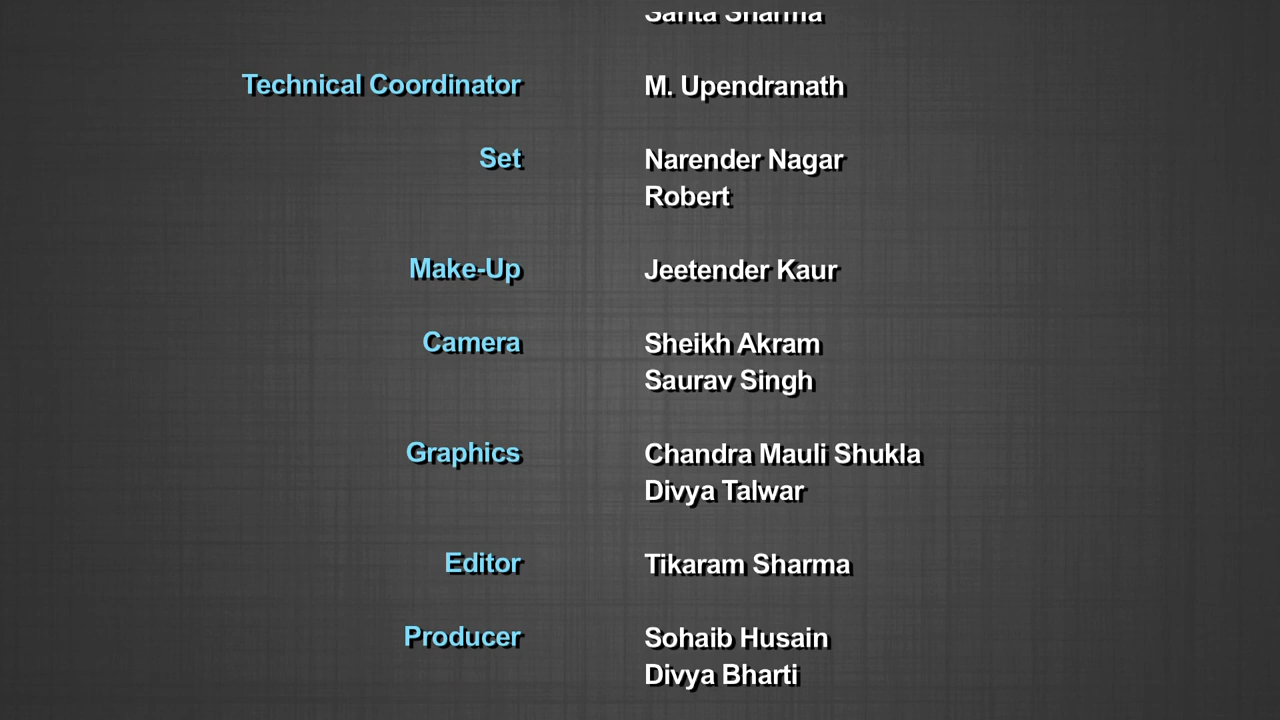 Sharma
Technical Coordinator M. Upendranath
Set Narender Nagar
Robert
Make-Up Jeetender Kaur
Camera Sheikh Akram
Saurav Singh
Graphics Chandra Mauli Shukla
Divya Talwar
Editor Tikaram Sharma
Producer Sohaib Husain
Divya Bharti